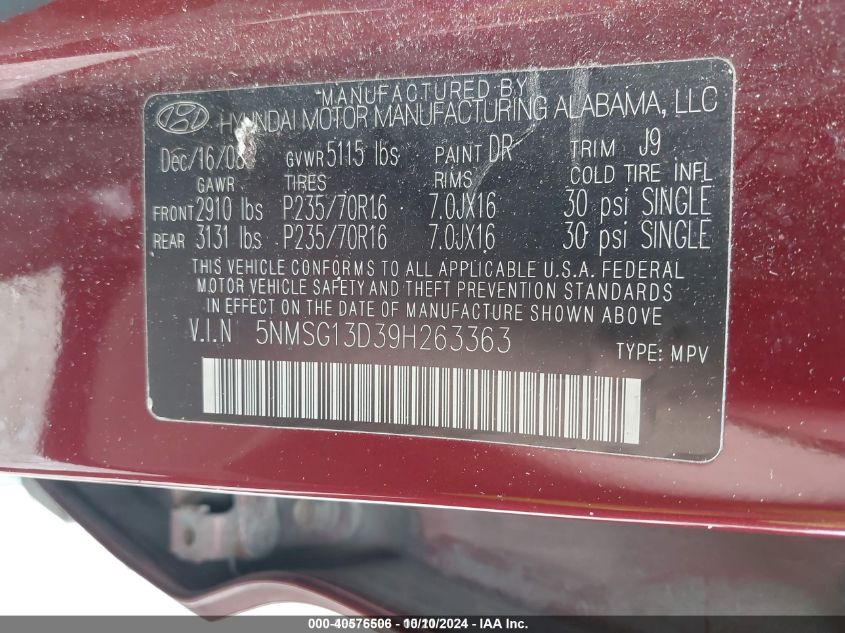 MANUFACTURED BY
HYUNDAI MOTOR MANUFACTURING ALABAMA, LLC
Dec/16/08 GVWR 5115 lbs PAINT DR TRIM J9
GAWR TIRES RIMS COLD TIRE INFL
FRONT 2910 lbs P235/70R16 7.0JX16 30 psi SINGLE
REAR 3131 lbs P235/70R16 7.0JX16 30 psi SINGLE
THIS VEHICLE CONFORMS TO ALL APPLICABLE U.S.A. FEDERAL
MOTOR VEHICLE SAFETY AND THEFT PREVENTION STANDARDS
IN EFFECT ON THE DATE OF MANUFACTURE SHOWN ABOVE
V.I.N 5NMSG13D39H263363
TYPE: MPV
000-40576506 - 10/10/2024 - IAA Inc.